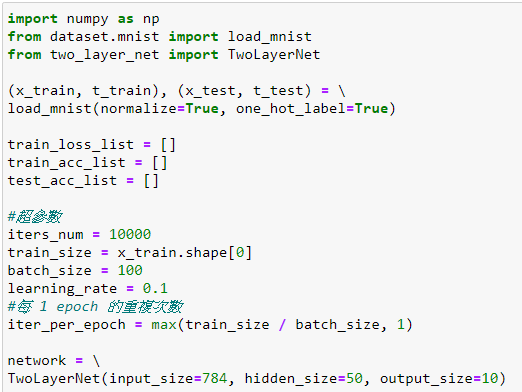 import numpy as np
from dataset.mnist import load_mnist
from two_layer_net import TwoLayerNet

(x_train, t_train), (x_test, t_test) = \
load_mnist(normalize=True, one_hot_label=True)

train_loss_list = []
train_acc_list = []
test_acc_list = []

#超參數
iters_num = 10000
train_size = x_train.shape[0]
batch_size = 100
learning_rate = 0.1
#每 1 epoch 的重複次數
iter_per_epoch = max(train_size / batch_size, 1)

network = \
TwoLayerNet(input_size=784, hidden_size=50, output_size=10)